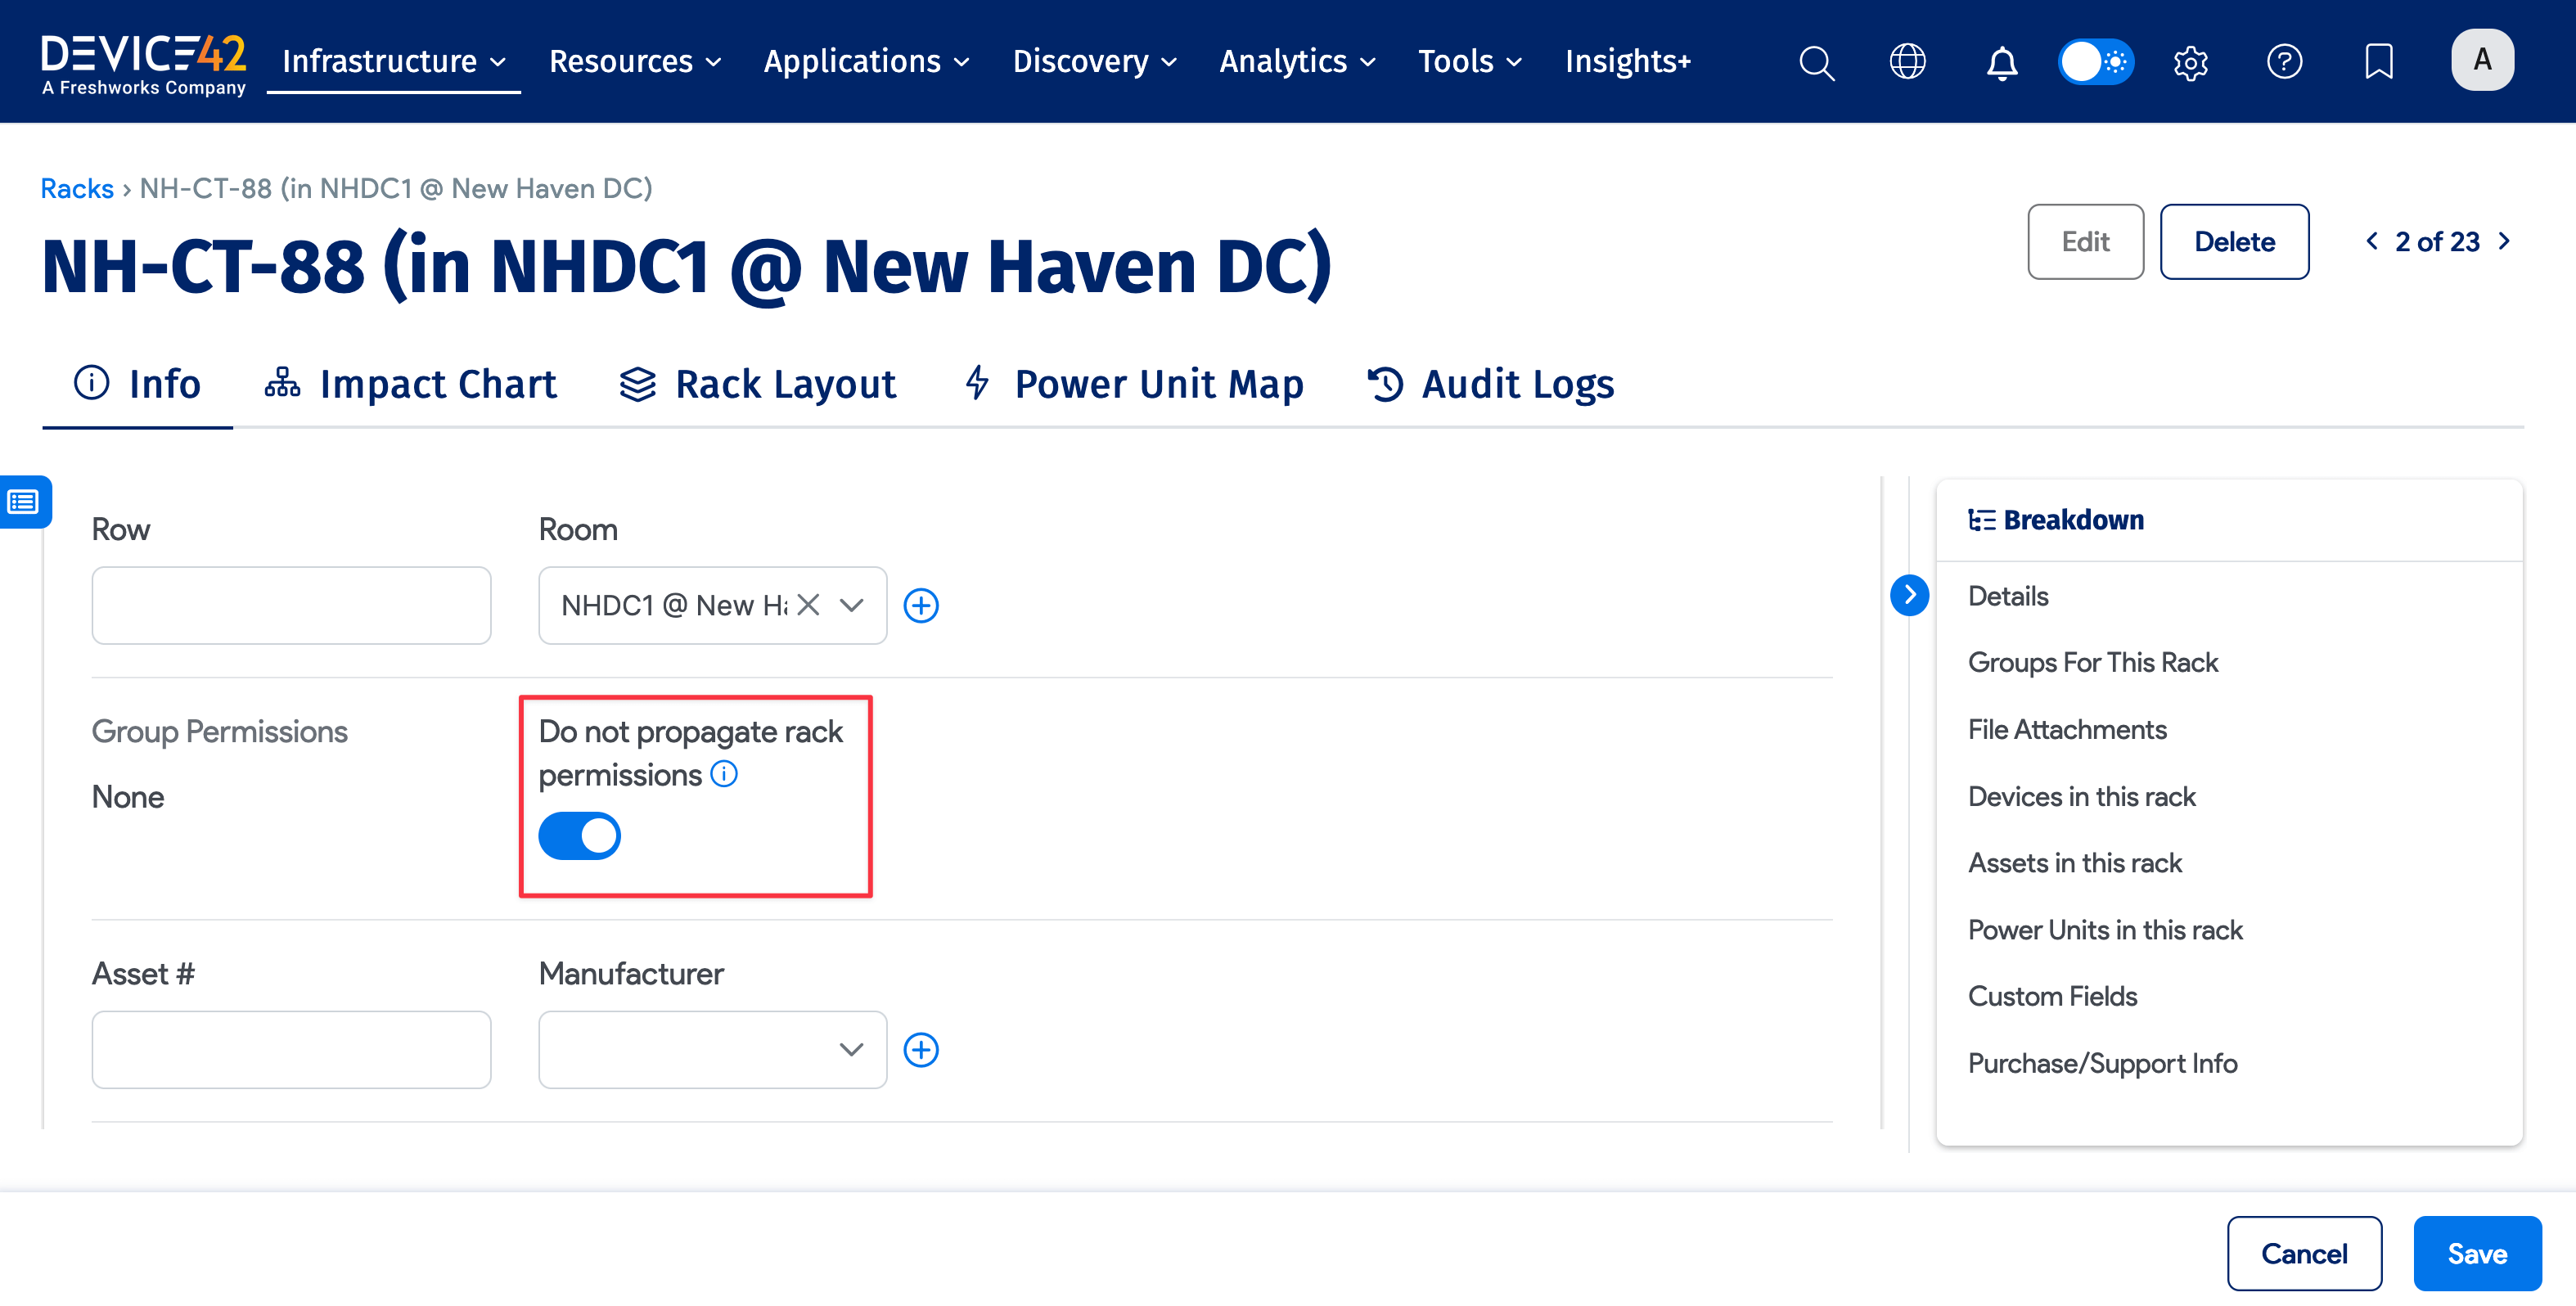 DEVICE42
A Freshworks Company
Infrastructure Resources Applications Discovery Analytics Tools Insights+
A
Racks › NH-CT-88 (in NHDC1 @ New Haven DC)
NH-CT-88 (in NHDC1 @ New Haven DC)
Edit Delete 2 of 23
Info Impact Chart Rack Layout Power Unit Map Audit Logs
Row Room
NHDC1 @ New Ha
Group Permissions
None
Do not propagate rack
permissions
Asset # Manufacturer
Breakdown
Details
Groups For This Rack
File Attachments
Devices in this rack
Assets in this rack
Power Units in this rack
Custom Fields
Purchase/Support Info
Cancel Save